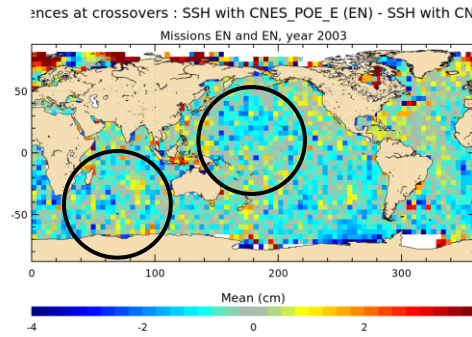 ences at crossovers : SSH with CNES_POE_E (EN) - SSH with CN
Missions EN and EN, year 2003
50
0
-50
0 100 200 300
Mean (cm)
-4 -2 0 2